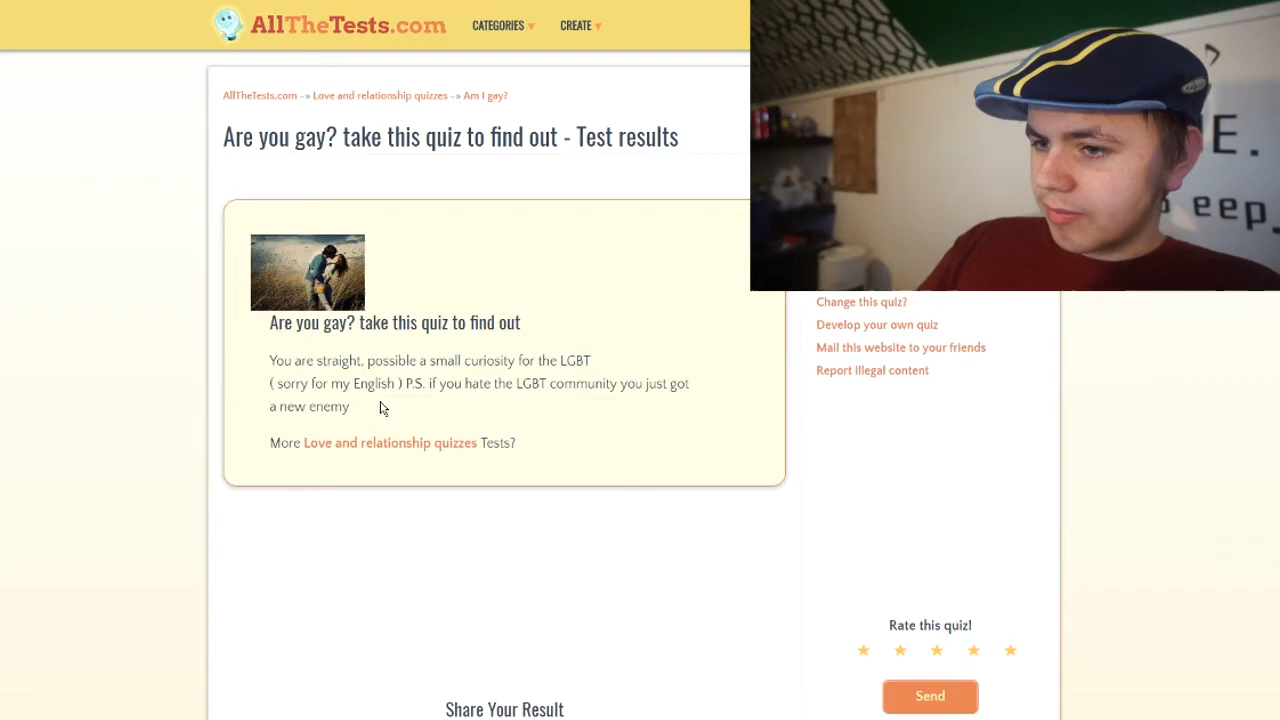 AllTheTests.com
CATEGORIES ▼
CREATE ▼
AllTheTests.com -» Love and relationship quizzes -» Am I gay?
Are you gay? take this quiz to find out - Test results
Are you gay? take this quiz to find out
You are straight, possible a small curiosity for the LGBT
( sorry for my English ) P.S. if you hate the LGBT community you just got
a new enemy
More Love and relationship quizzes Tests?
E.
eep.
Change this quiz?
Develop your own quiz
Mail this website to your friends
Report illegal content
Rate this quiz!
Send
Share Your Result